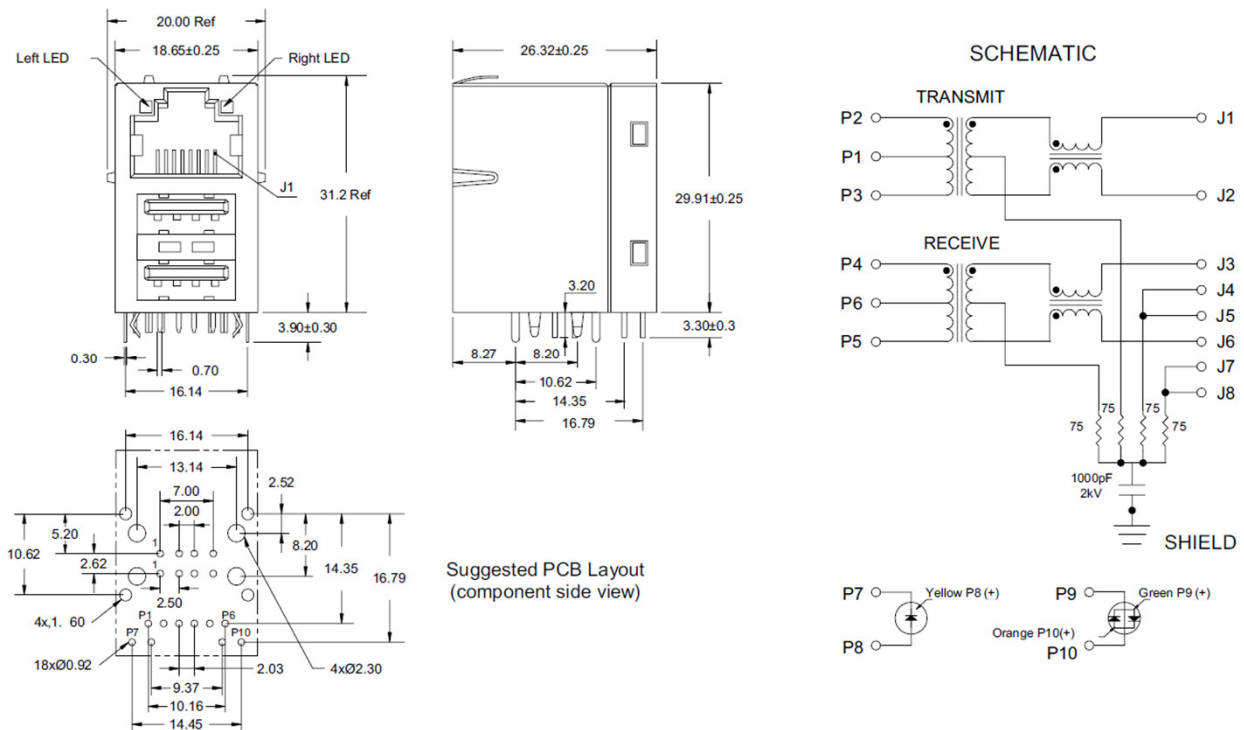 20.00 Ref
18.65±0.25
Left LED
Right LED
J1
31.2 Ref
3.90±0.30
0.30
0.70
16.14
26.32±0.25
29.91±0.25
3.20
3.30±0.3
8.27
8.20
10.62
14.35
16.79
SCHEMATIC
TRANSMIT
P2
P1
P3
J1
J2
RECEIVE
P4
P6
P5
J3
J4
J5
J6
J7
J8
75
75
75
75
1000pF
2kV
SHIELD
P7
Yellow P8 (+)
P8
P9
Green P9 (+)
Orange P10(+)
P10
16.14
13.14
7.00
2.00
2.52
5.20
10.62
2.62
1
1
8.20
14.35
16.79
2.50
4x,1. 60
P1
P6
P7
P10
18xØ0.92
2.03
4xØ2.30
9.37
10.16
14.45
Suggested PCB Layout
(component side view)